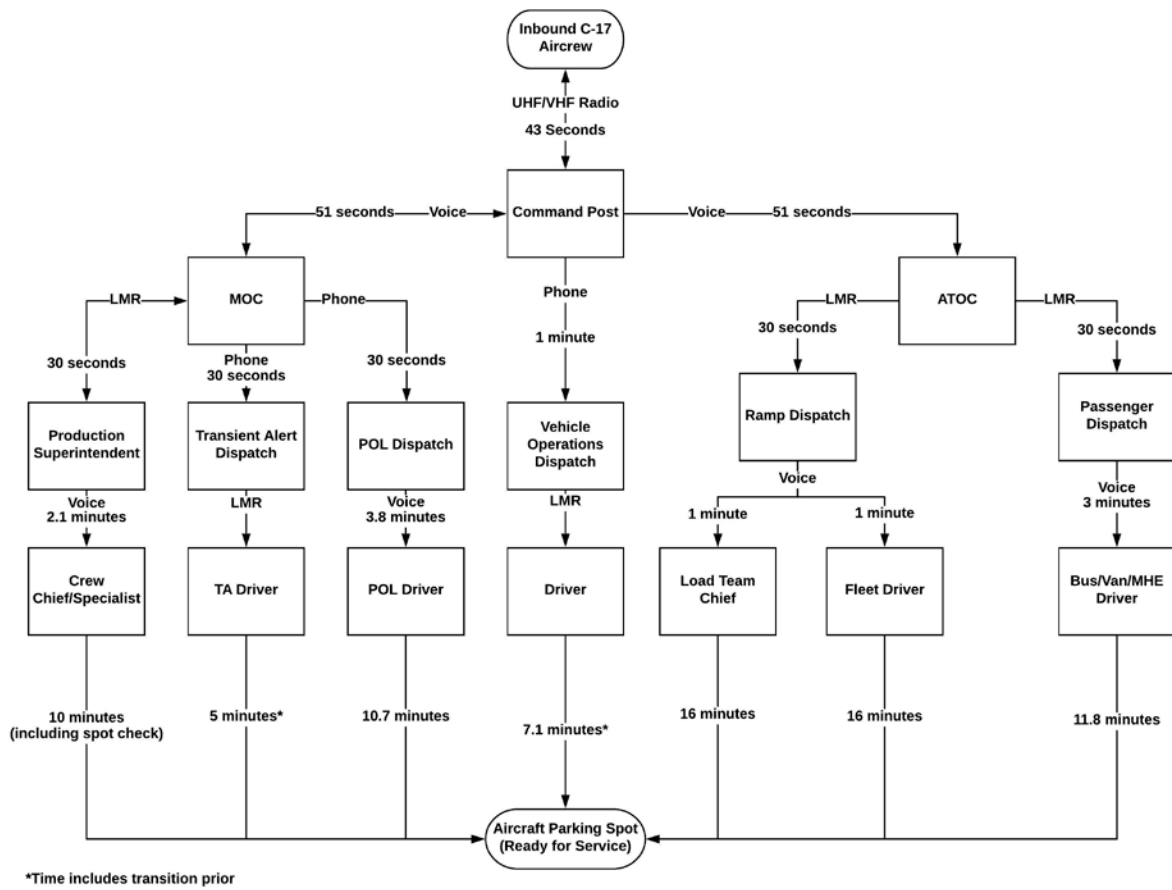 Inbound C-17
Aircrew
UHF/VHF Radio
43 Seconds
51 seconds
Voice
Command Post
Voice
51 seconds
LMR
MOC
Phone
Phone
LMR
ATOC
LMR
30 seconds
Phone
30 seconds
30 seconds
1 minute
30 seconds
30 seconds
Production
Superintendent
Transient Alert
Dispatch
POL Dispatch
Vehicle
Operations
Dispatch
Ramp Dispatch
Passenger
Dispatch
Voice
2.1 minutes
LMR
Voice
3.8 minutes
LMR
Voice
1 minute
1 minute
Voice
3 minutes
Crew
Chief/Specialist
TA Driver
POL Driver
Driver
Load Team
Chief
Fleet Driver
Bus/Van/MHE
Driver
10 minutes
(including spot check)
5 minutes*
10.7 minutes
7.1 minutes*
16 minutes
16 minutes
11.8 minutes
Aircraft Parking Spot
(Ready for Service)
*Time includes transition prior